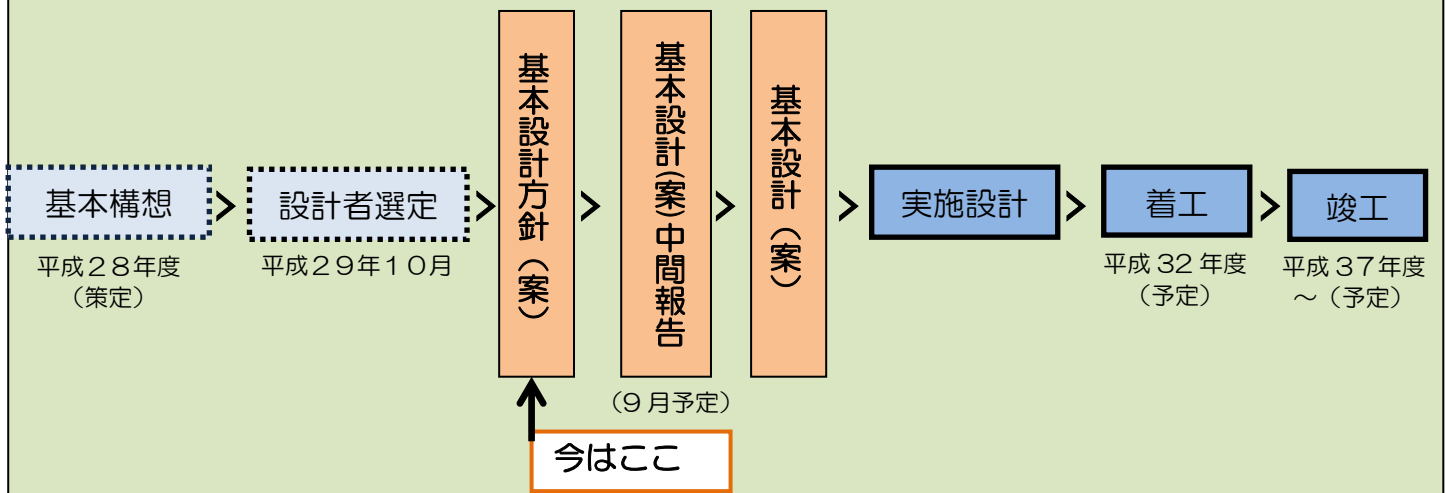 基本構想
平成２８年度
（策定）
>
設計者選定
平成２９年１０月
>
基本設計方針（案）
>
基本設計（案）中間報告
（９月予定）
>
基本設計（案）
>
実施設計
>
着工
平成 32 年度
（予定）
>
竣工
平成 ３７年度
～（予定）
今はここ